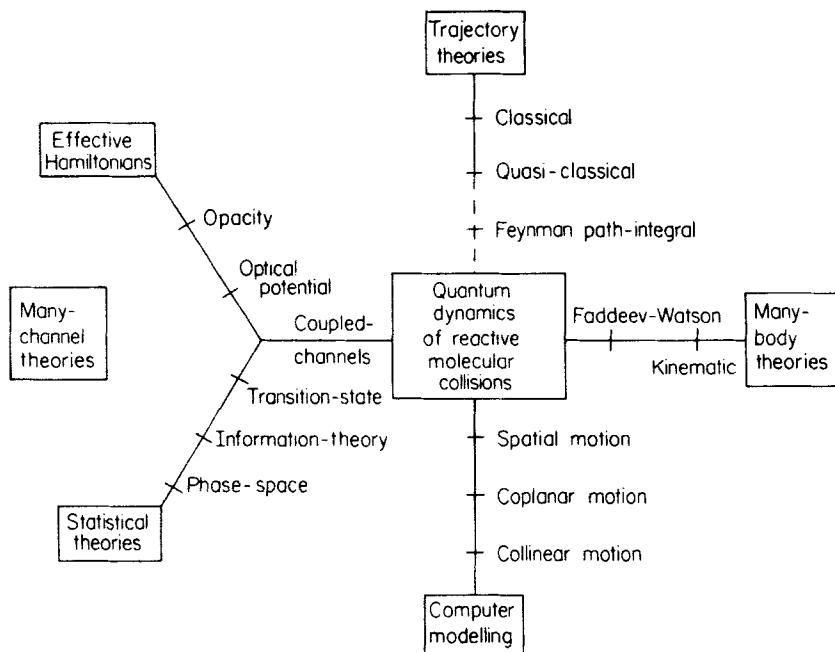 Trajectory
theories
Classical
Quasi-classical
Feynman path-integral
Effective
Hamiltonians
Opacity
Optical
potential
Many-
channel
theories
Coupled-
channels
Quantum
dynamics
of reactive
molecular
collisions
Faddeev-Watson
Kinematic
Many-
body
theories
Transition-state
Information-theory
Phase-space
Statistical
theories
Spatial motion
Coplanar motion
Collinear motion
Computer
modelling